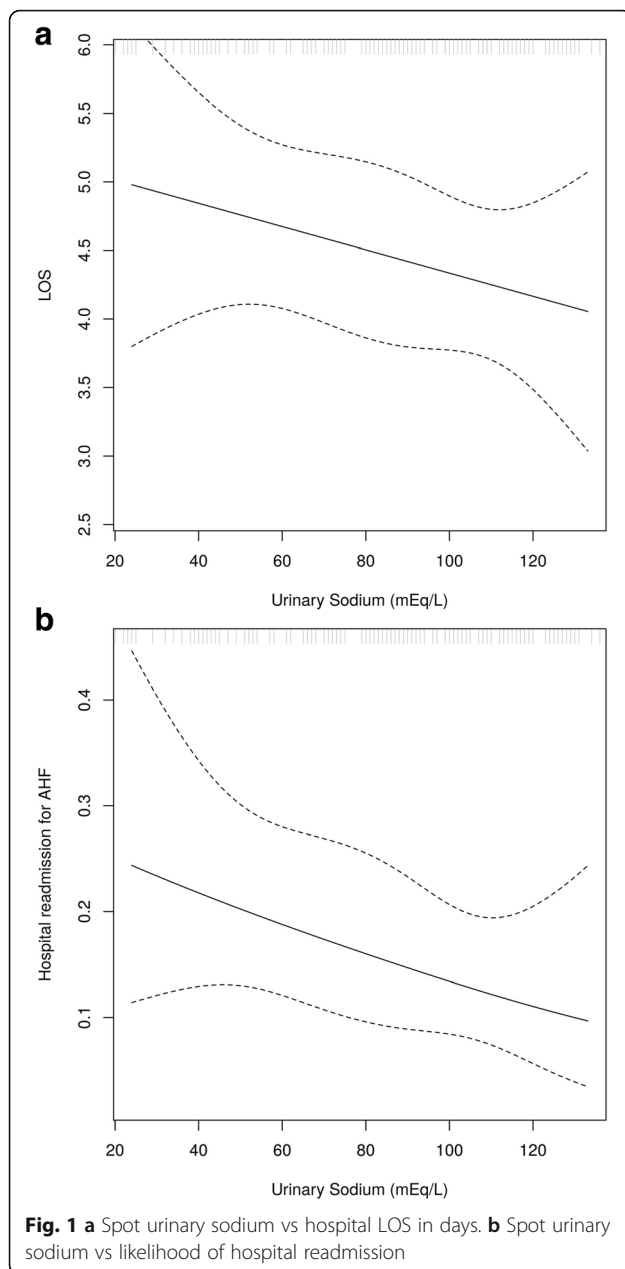 a
6.0
5.5
5.0
4.5
4.0
3.5
3.0
2.5
LOS
20 40 60 80 100 120
Urinary Sodium (mEq/L)
b
0.4
0.3
0.2
0.1
Hospital readmission for AHF
20 40 60 80 100 120
Urinary Sodium (mEq/L)
Fig. 1 a Spot urinary sodium vs hospital LOS in days. b Spot urinary
sodium vs likelihood of hospital readmission